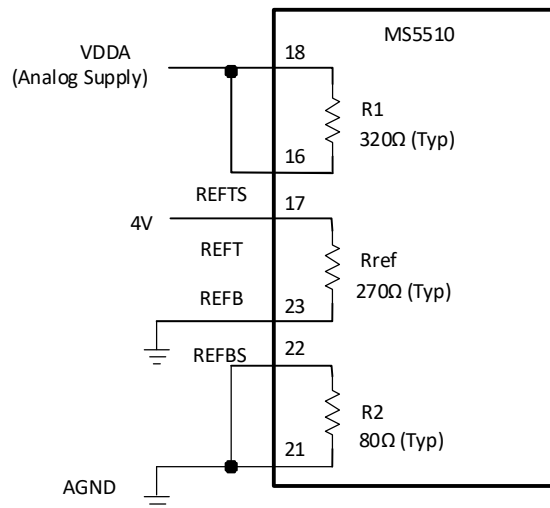 MS5510
VDDA
(Analog Supply)
18
R1
320Ω (Typ)
16
REFTS
17
4V
REFT
Rref
270Ω (Typ)
REFB
23
22
REFBS
R2
80Ω (Typ)
21
AGND